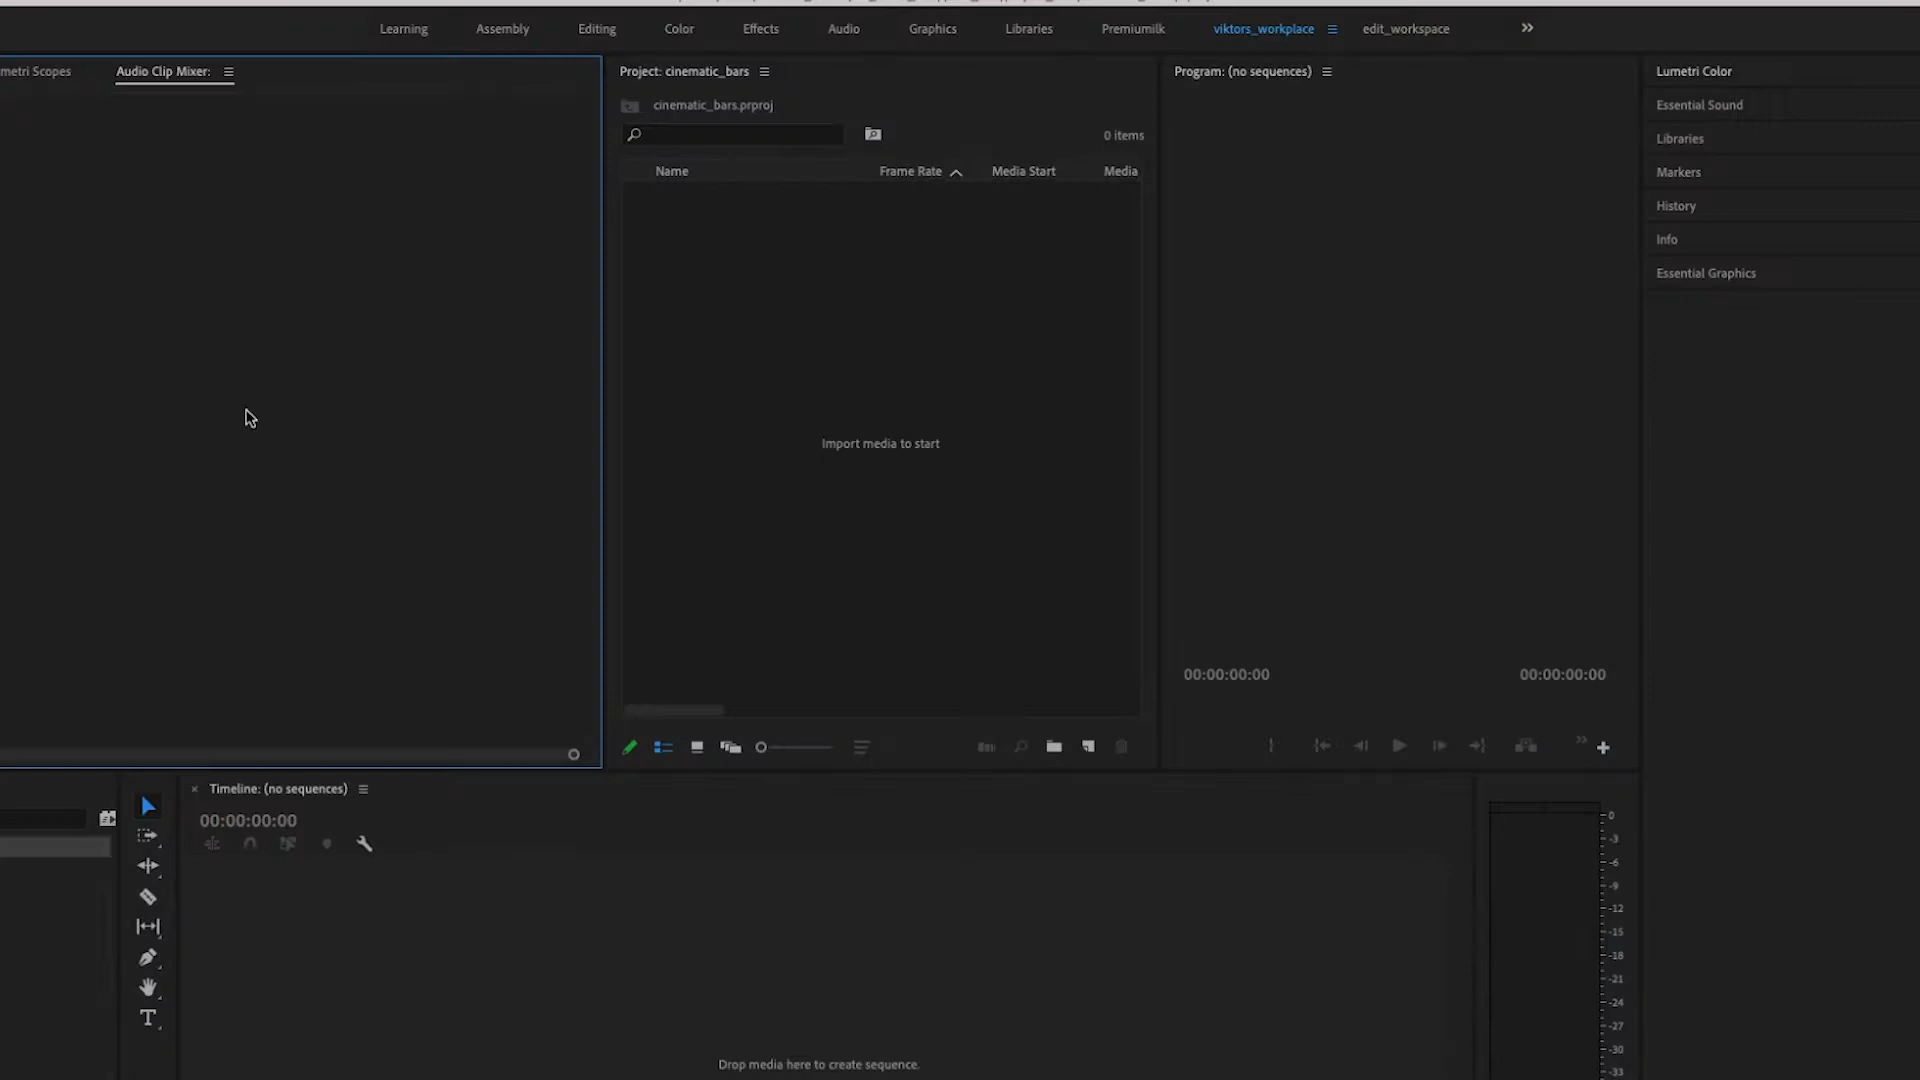 Learning Assembly Editing Color Effects Audio Graphics Libraries Premiumilk viktors_workplace edit_workspace
metri Scopes Audio Clip Mixer:
Project: cinematic_bars
cinematic_bars.prproj
0 items
Name Frame Rate Media Start Media
Import media to start
Program: (no sequences)
00:00:00:00 00:00:00:00
Lumetri Color
Essential Sound
Libraries
Markers
History
Info
Essential Graphics
Timeline: (no sequences)
00:00:00:00
Drop media here to create sequence.
0
-3
-6
-9
-12
-15
-18
-21
-24
-27
-30
-33